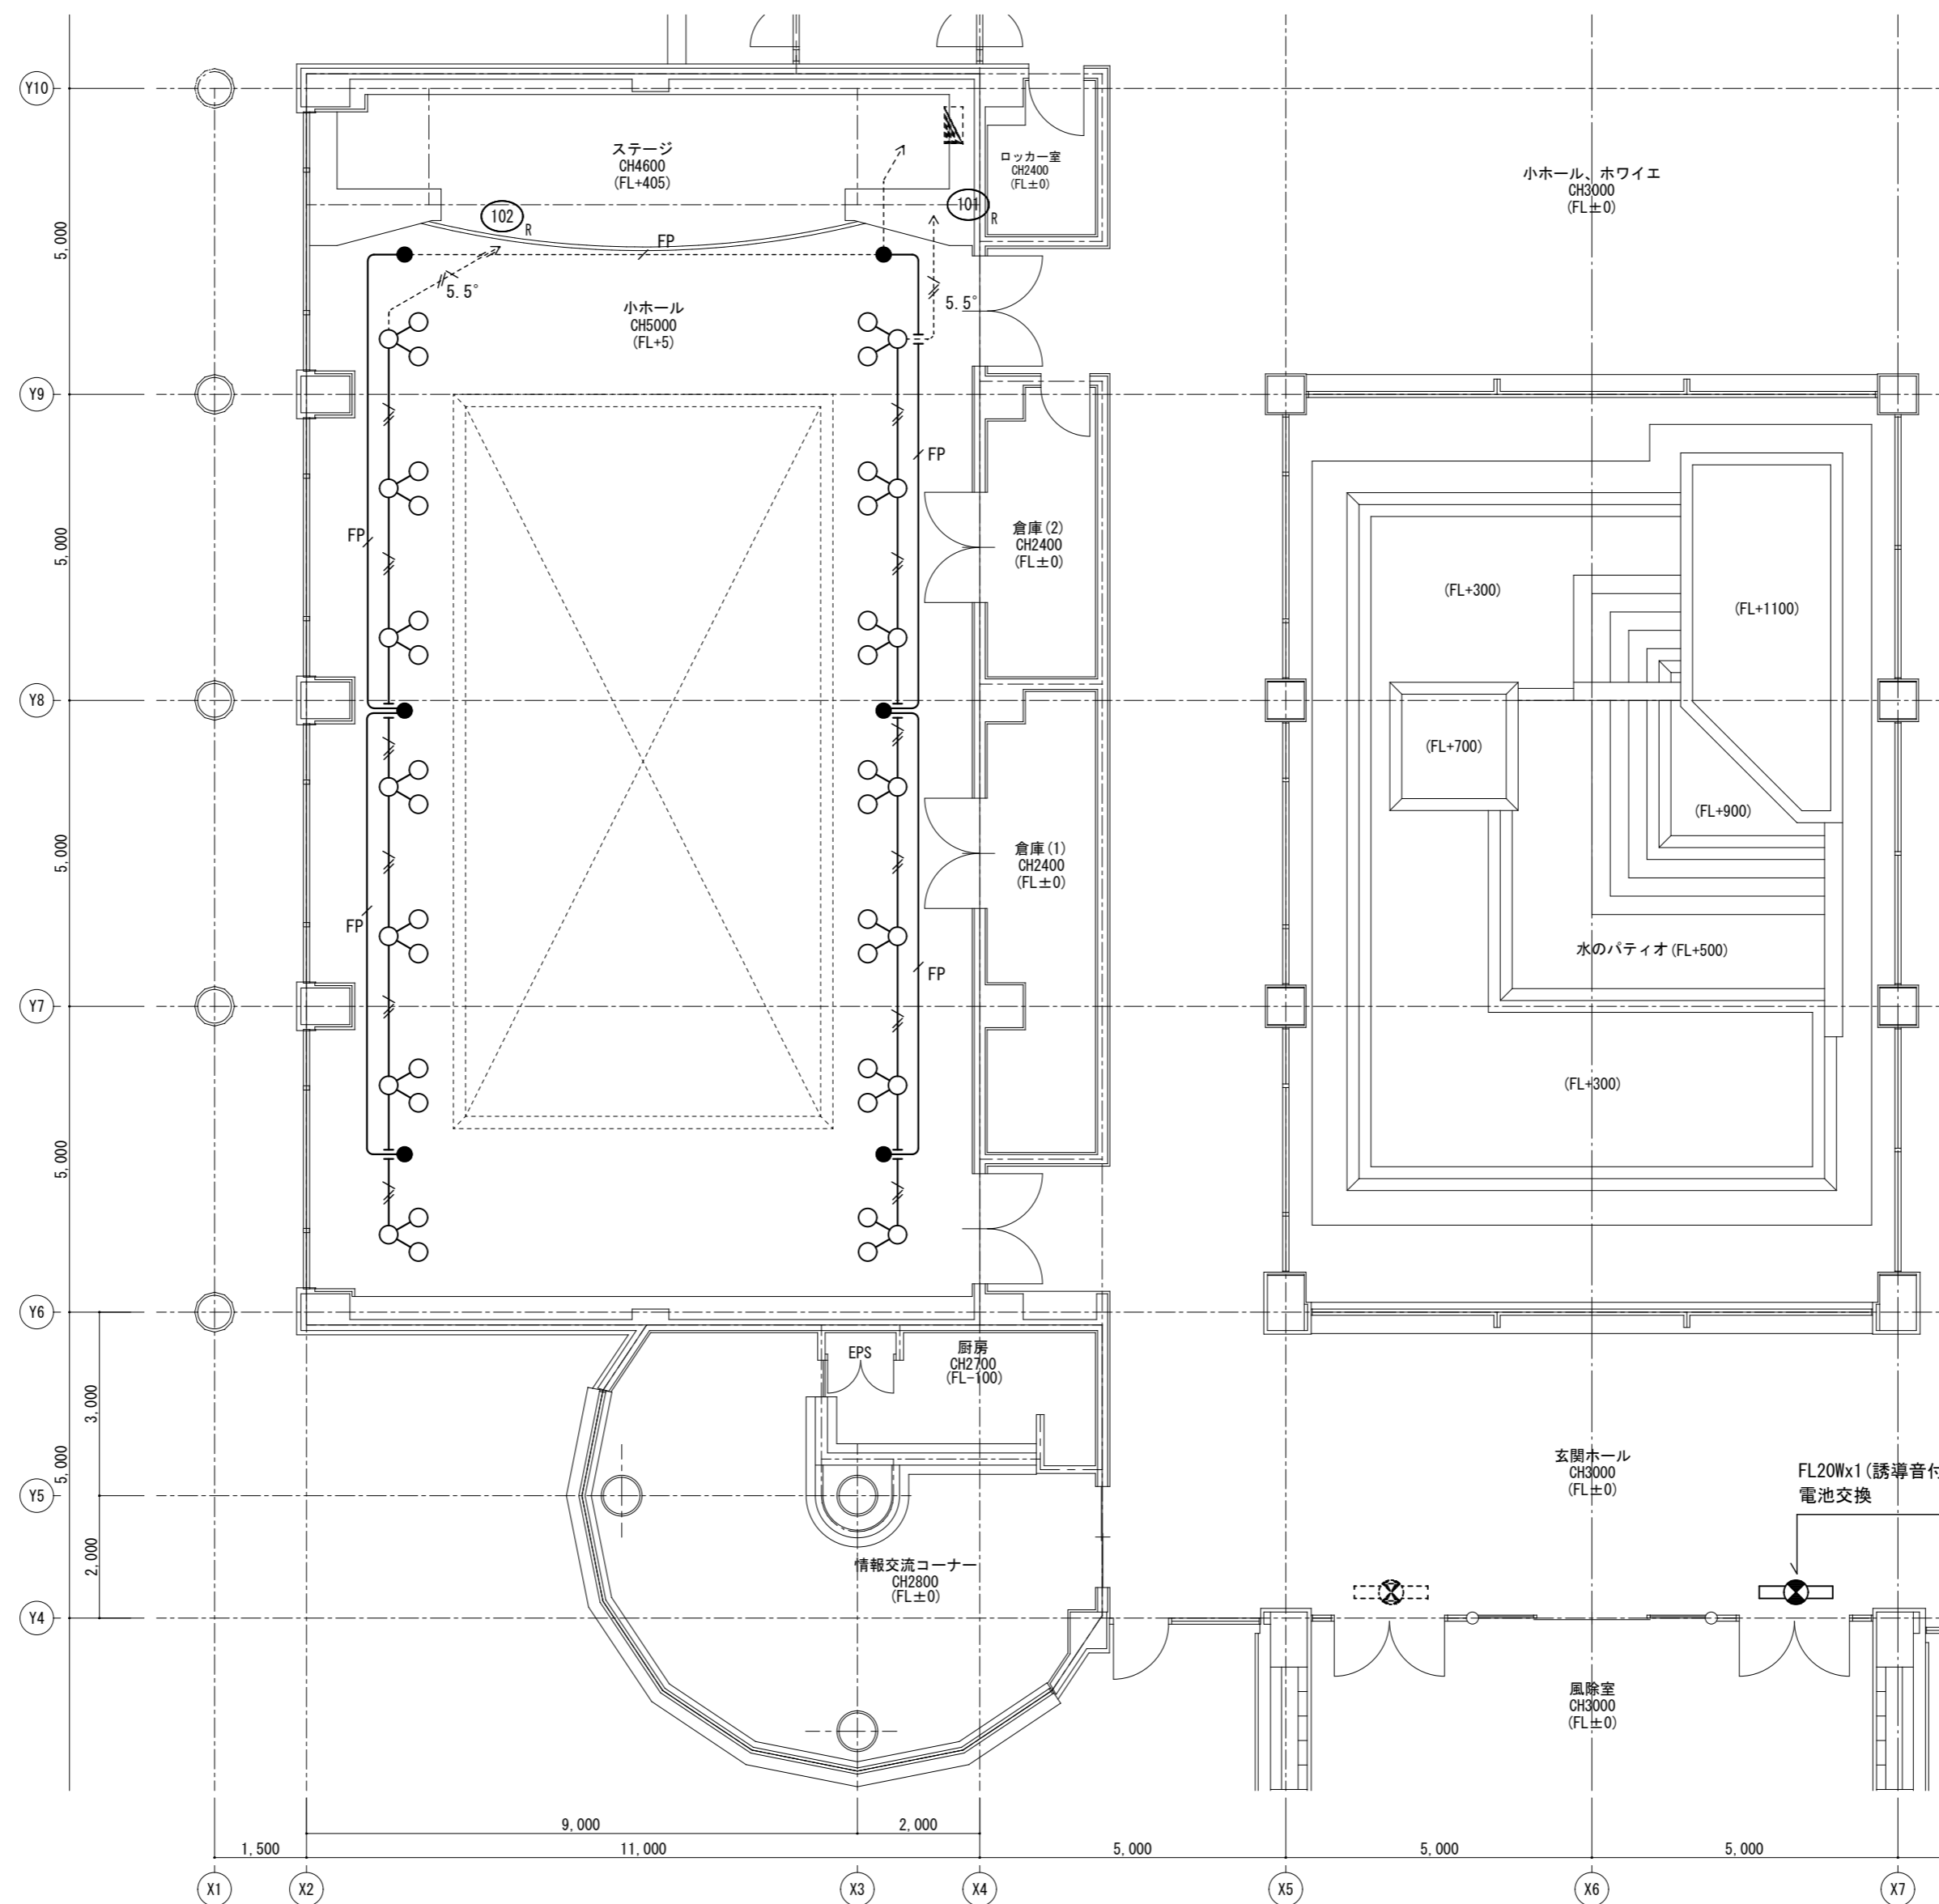 Y10
ステージ
CH4600
(FL+405)
ロッカー室
CH2400
(FL±0)
小ホール、ホワイエ
CH3000
(FL±0)
102
R
101
R
FP
5,000
5.5°
5.5°
小ホール
CH5000
(FL+5)
Y9
FP
FP
倉庫(2)
CH2400
(FL±0)
5,000
(FL+300)
(FL+1100)
Y8
(FL+700)
(FL+900)
倉庫(1)
CH2400
(FL±0)
5,000
FP
FP
水のパティオ(FL+500)
Y7
(FL+300)
5,000
Y6
EPS
厨房
CH2700
(FL-100)
3,000
5,000
玄関ホール
CH3000
(FL±0)
FL20Wx1(誘導音付
電池交換
Y5
2,000
情報交流コーナー
CH2800
(FL±0)
Y4
風除室
CH3000
(FL±0)
9,000
2,000
1,500
11,000
5,000
5,000
5,000
X1
X2
X3
X4
X5
X6
X7